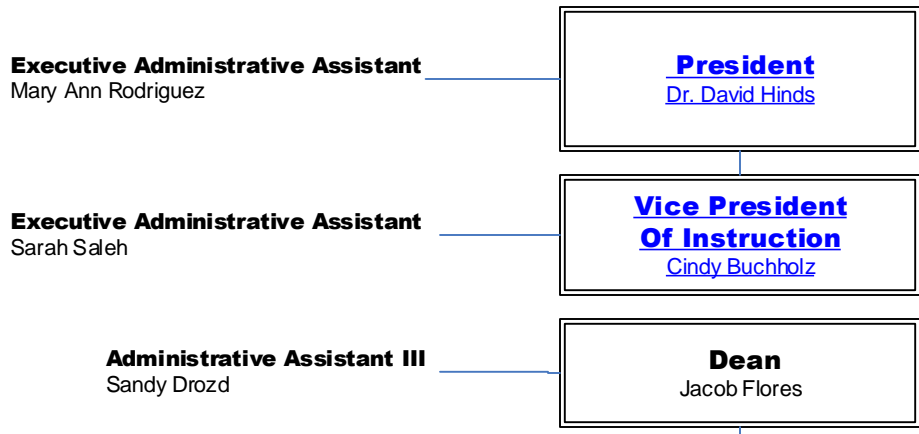 Executive Administrative Assistant
Mary Ann Rodriguez
President
Dr. David Hinds
Executive Administrative Assistant
Sarah Saleh
Vice President
Of Instruction
Cindy Buchholz
Administrative Assistant III
Sandy Drozd
Dean
Jacob Flores